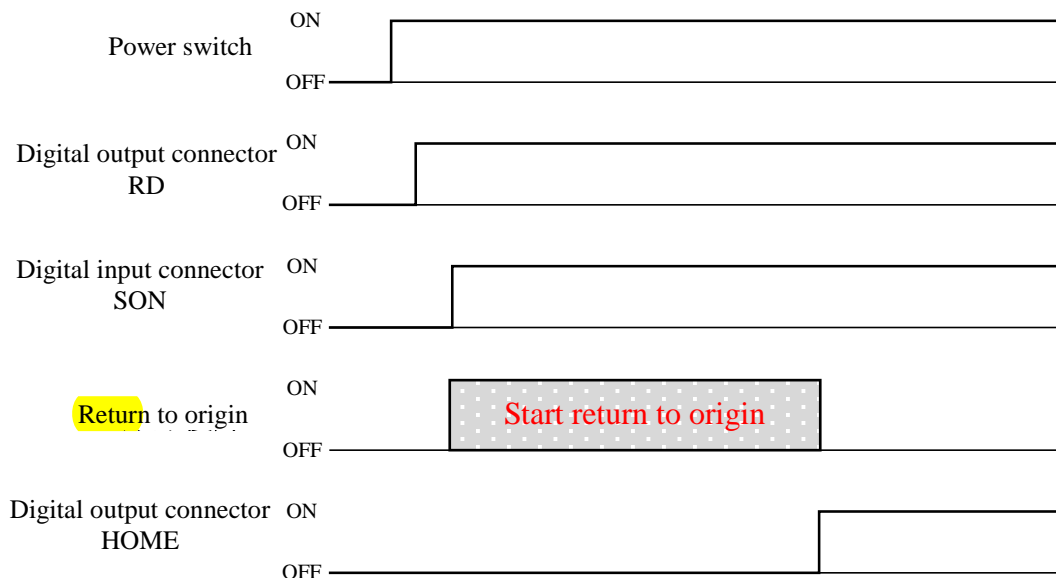 ON
Power switch
OFF
Digital output connector
RD
ON
OFF
Digital input connector
SON
ON
OFF
ON
Return to origin
Start return to origin
OFF
Digital output connector
HOME
ON
OFF